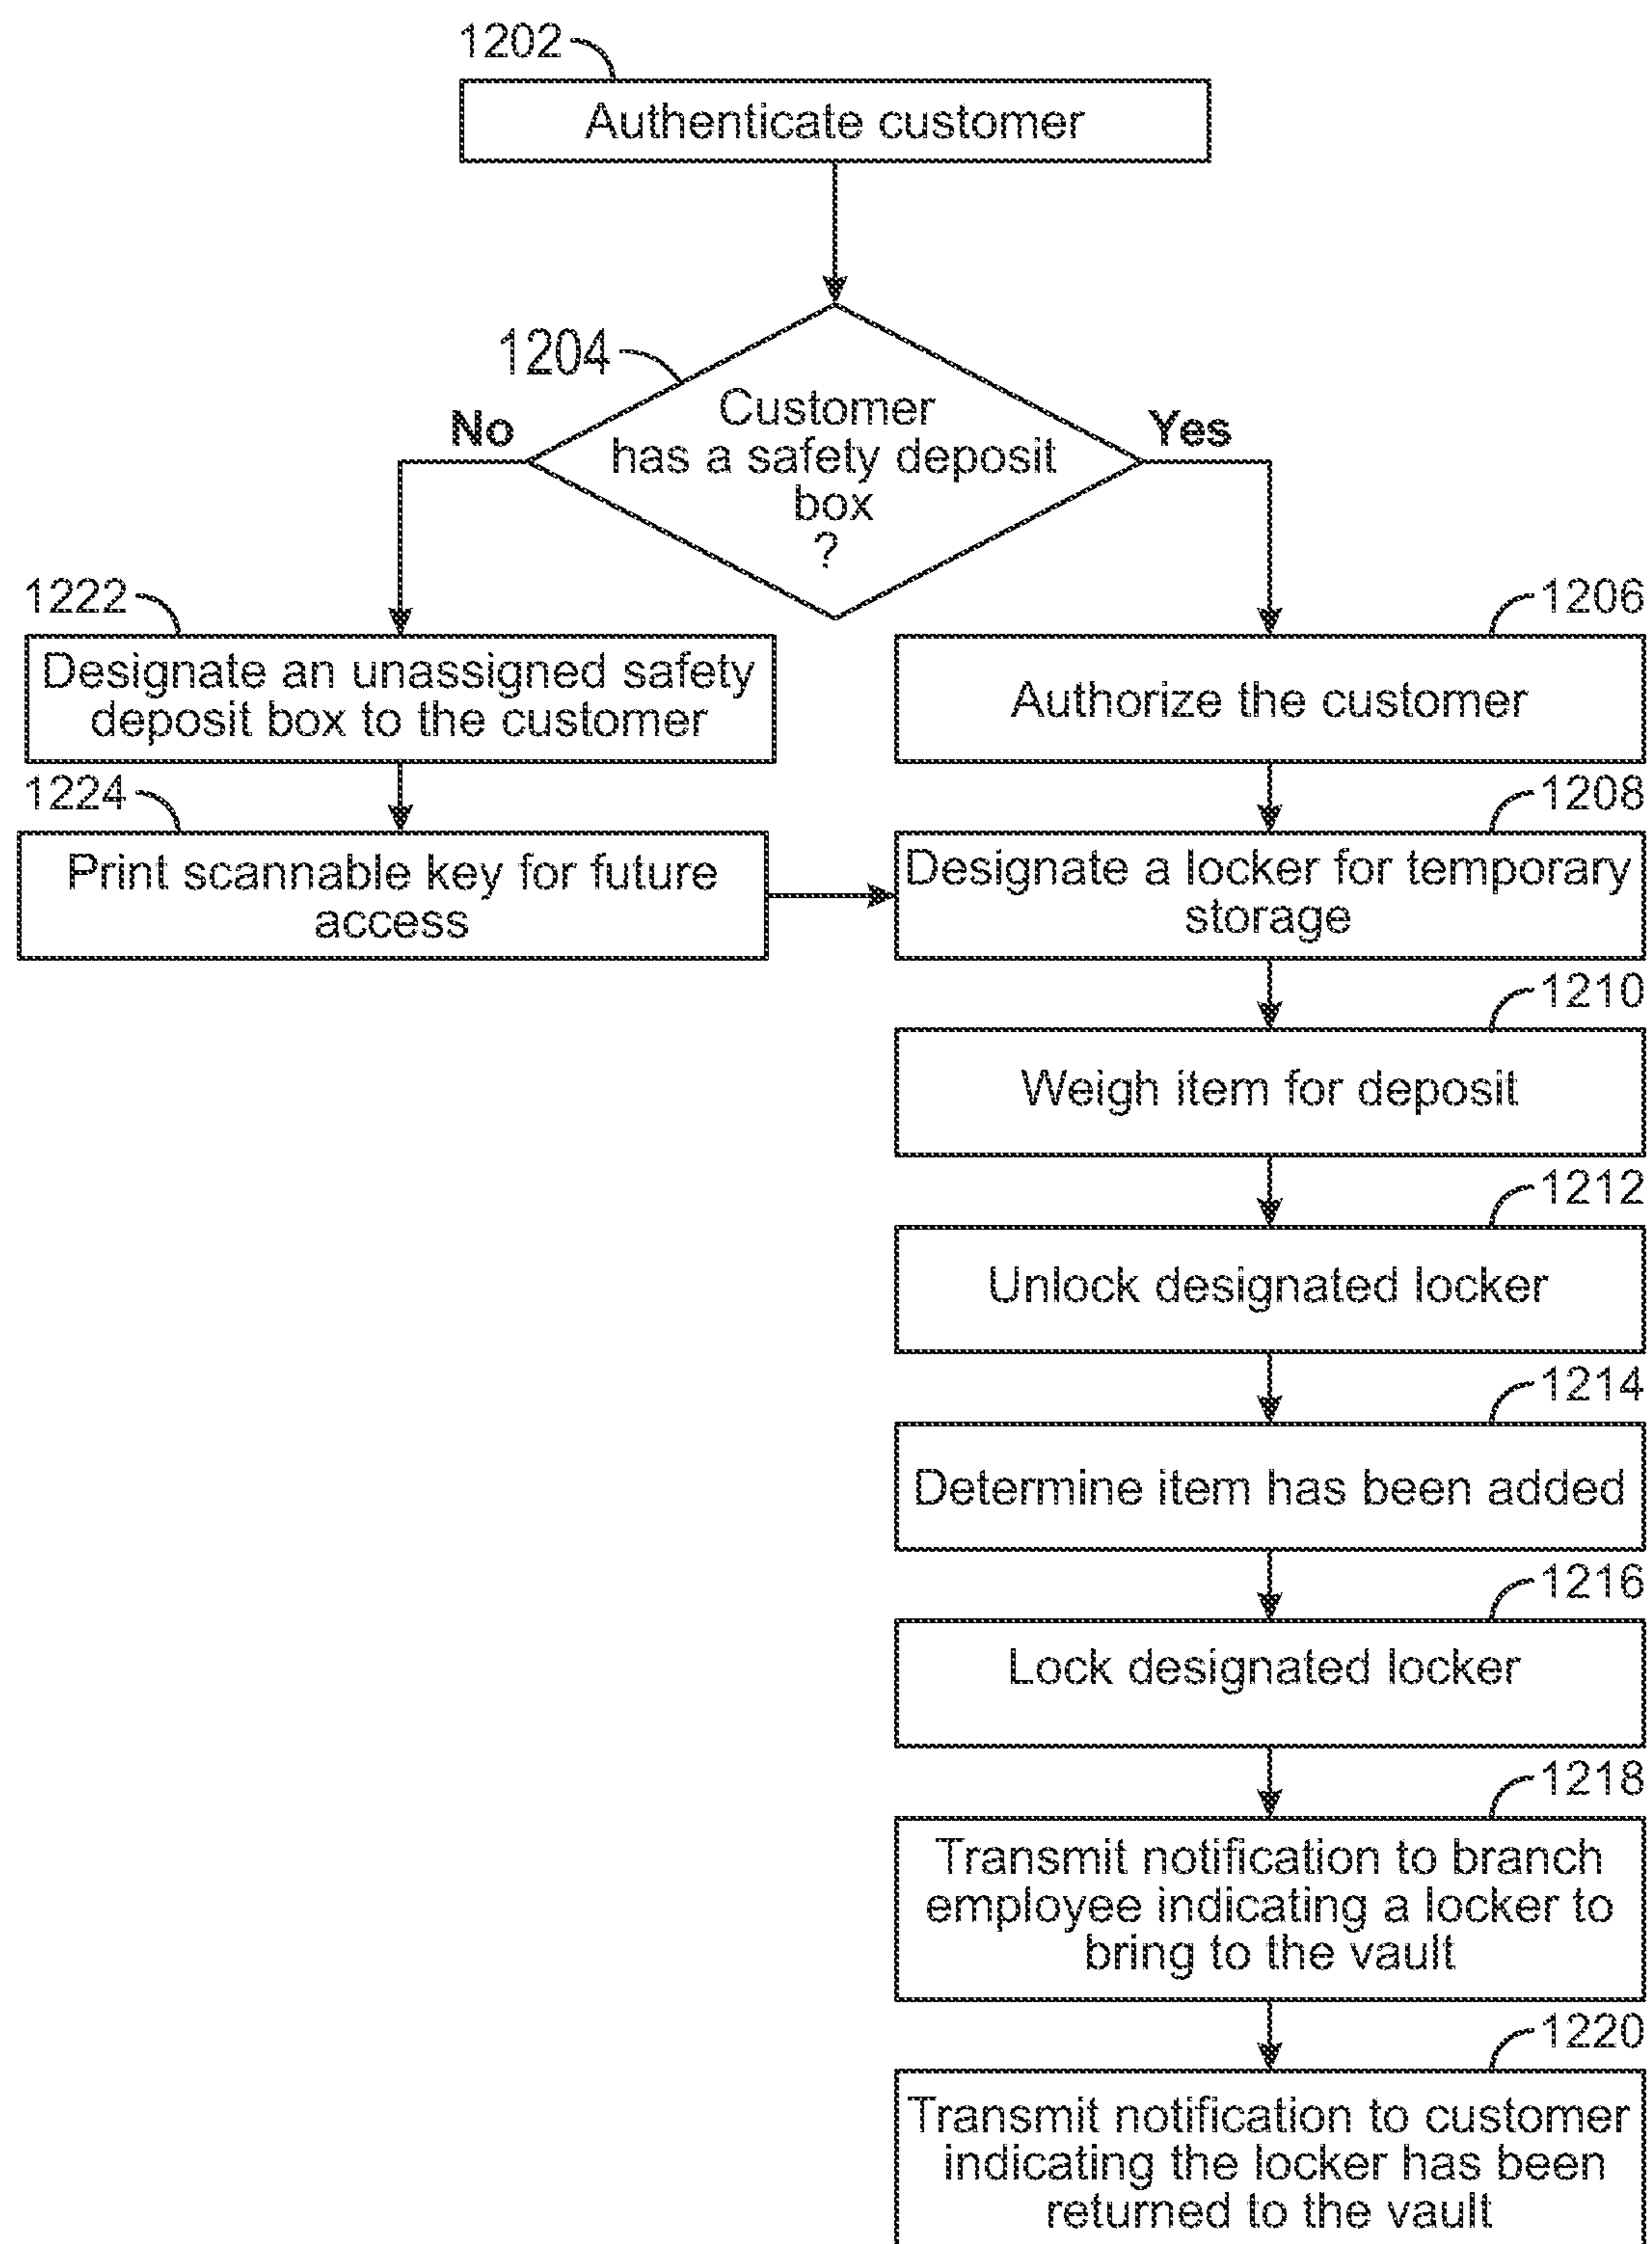 1202
Authenticate customer
1204
Customer
has a safety deposit
box
?
No
Yes
1222
Designate an unassigned safety
deposit box to the customer
1224
Print scannable key for future
access
1206
Authorize the customer
1208
Designate a locker for temporary
storage
1210
Weigh item for deposit
1212
Unlock designated locker
1214
Determine item has been added
1216
Lock designated locker
1218
Transmit notification to branch
employee indicating a locker to
bring to the vault
1220
Transmit notification to customer
indicating the locker has been
returned to the vault